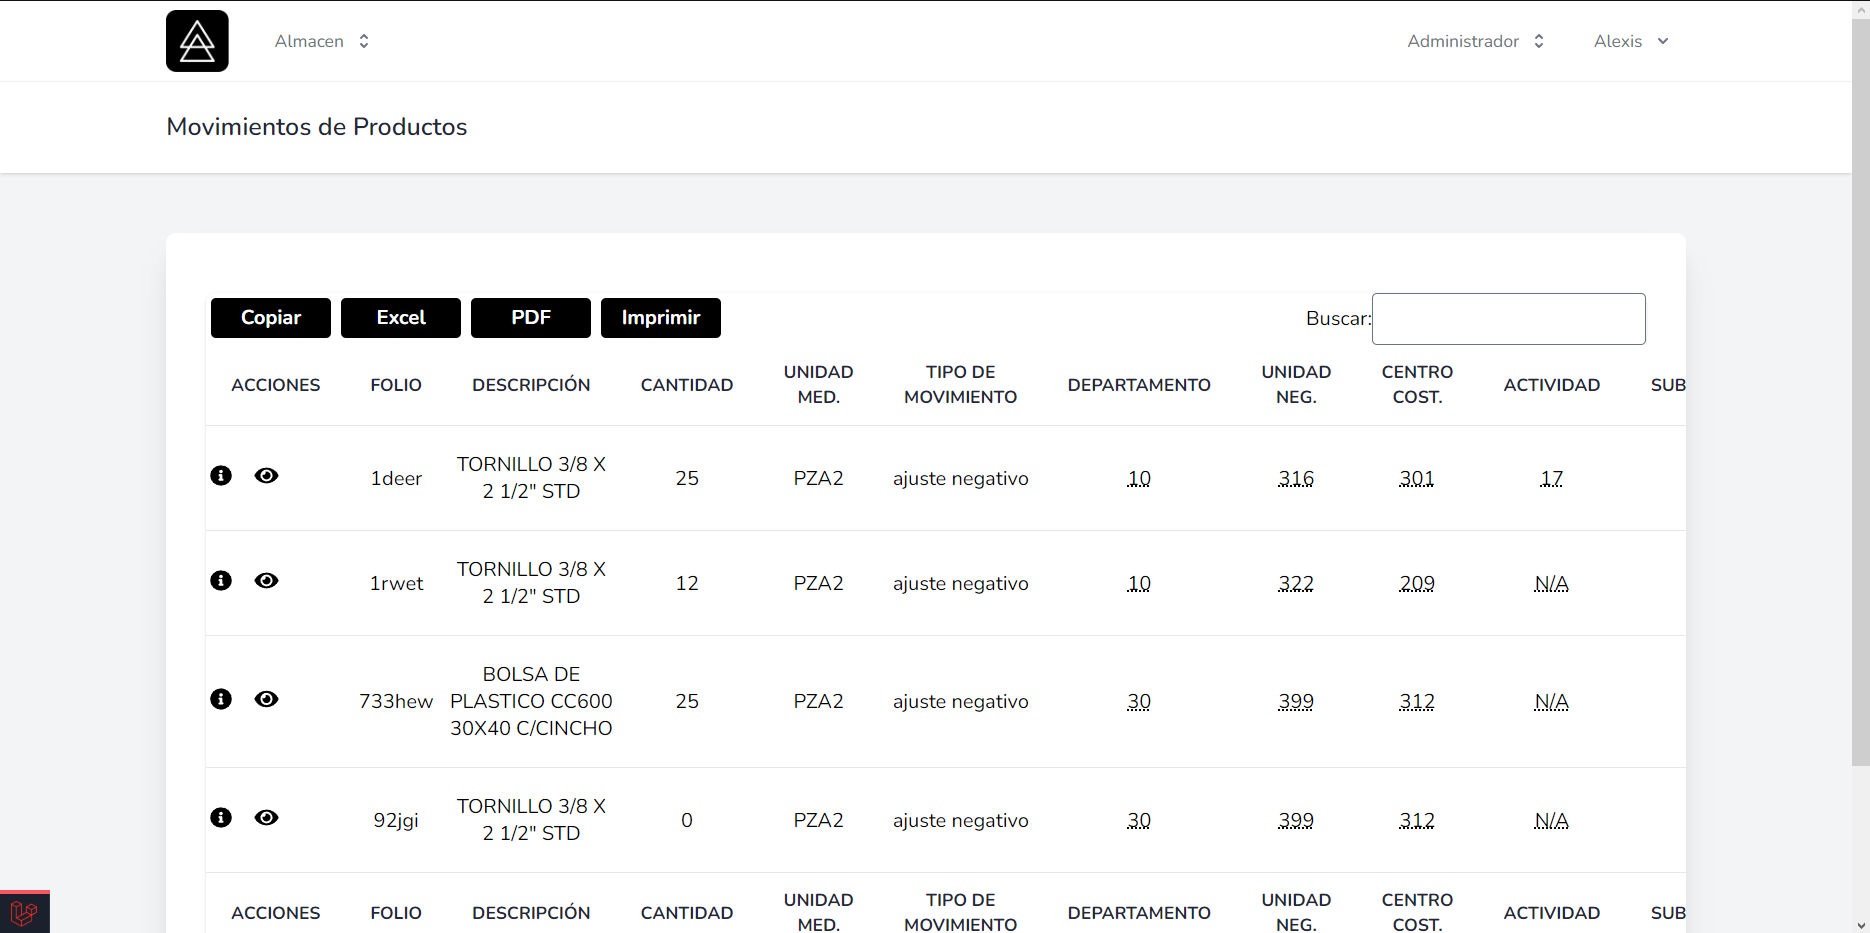 Almacen
Administrador
Alexis
Movimientos de Productos
Copiar Excel PDF Imprimir
Buscar:
ACCIONES FOLIO DESCRIPCIÓN CANTIDAD UNIDAD MED. TIPO DE MOVIMIENTO DEPARTAMENTO UNIDAD NEG. CENTRO COST. ACTIVIDAD SUB
1deer TORNILLO 3/8 X 2 1/2" STD 25 PZA2 ajuste negativo 10 316 301 17
1rwet TORNILLO 3/8 X 2 1/2" STD 12 PZA2 ajuste negativo 10 322 209 N/A
733hew BOLSA DE PLASTICO CC600 30X40 C/CINCHO 25 PZA2 ajuste negativo 30 399 312 N/A
92jgi TORNILLO 3/8 X 2 1/2" STD 0 PZA2 ajuste negativo 30 399 312 N/A
ACCIONES FOLIO DESCRIPCIÓN CANTIDAD UNIDAD MED. TIPO DE MOVIMIENTO DEPARTAMENTO UNIDAD NEG. CENTRO COST. ACTIVIDAD SUB